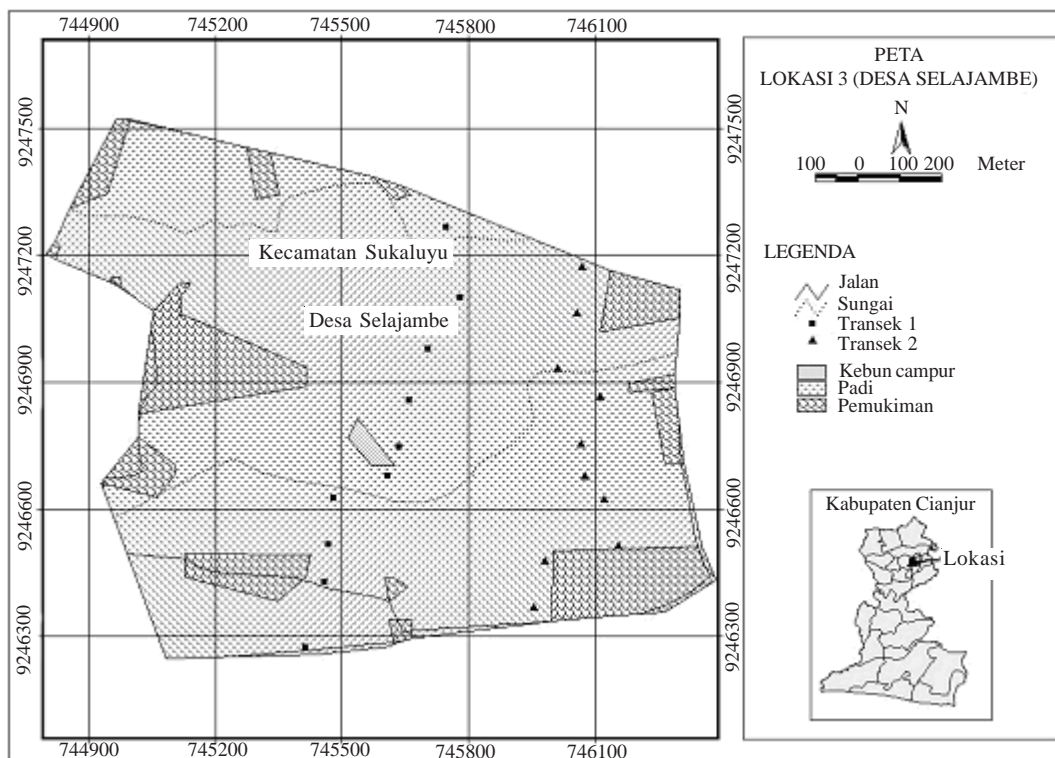 744900 745200 745500 745800 746100
9247500
9247200
9246900
9246600
9246300
Kecamatan Sukaluyu
Desa Selajambe
9247500
9247200
9246900
9246600
9246300
744900 745200 745500 745800 746100
PETA
LOKASI 3 (DESA SELAJAMBE)
N
100 0 100 200 Meter
LEGENDA
Jalan
Sungai
Transek 1
Transek 2
Kebun campur
Padi
Pemukiman
Kabupaten Cianjur
Lokasi